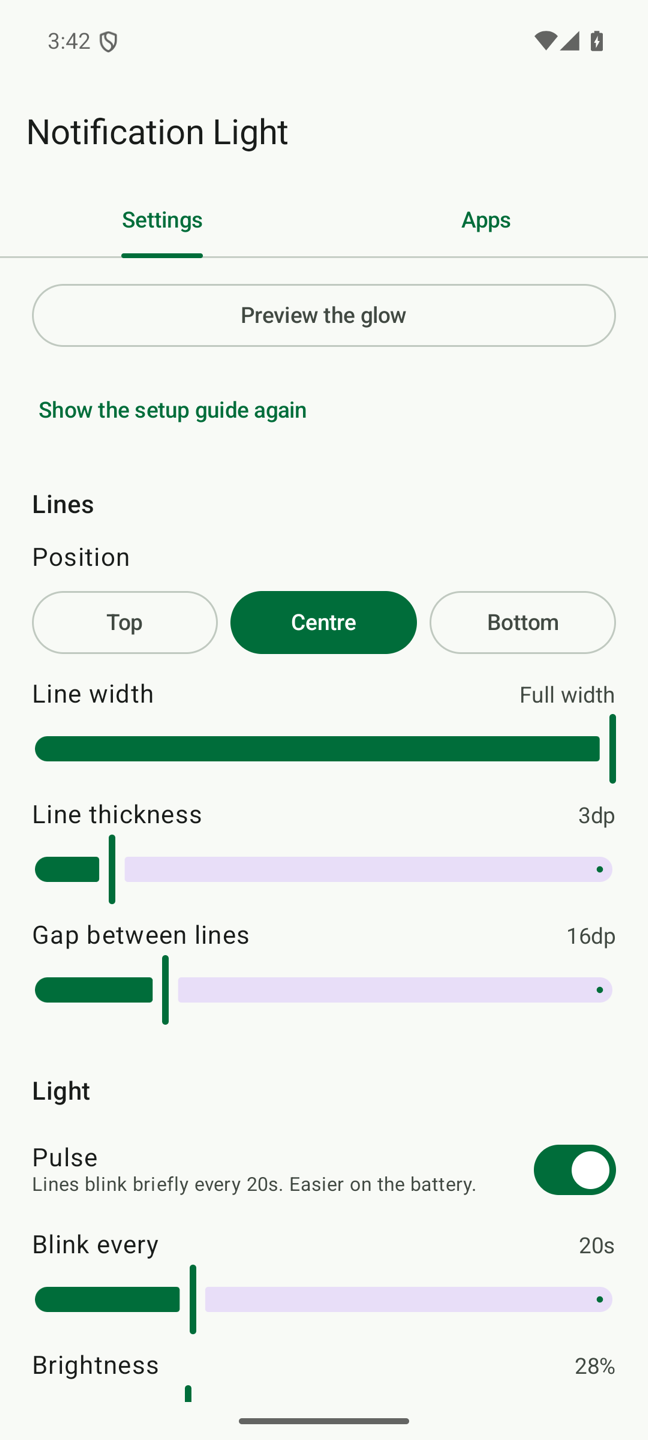 3:42
Notification Light
Settings
Apps
Preview the glow
Show the setup guide again
Lines
Position
Top
Centre
Bottom
Line width
Full width
Line thickness
3dp
Gap between lines
16dp
Light
Pulse
Lines blink briefly every 20s. Easier on the battery.
Blink every
20s
Brightness
28%